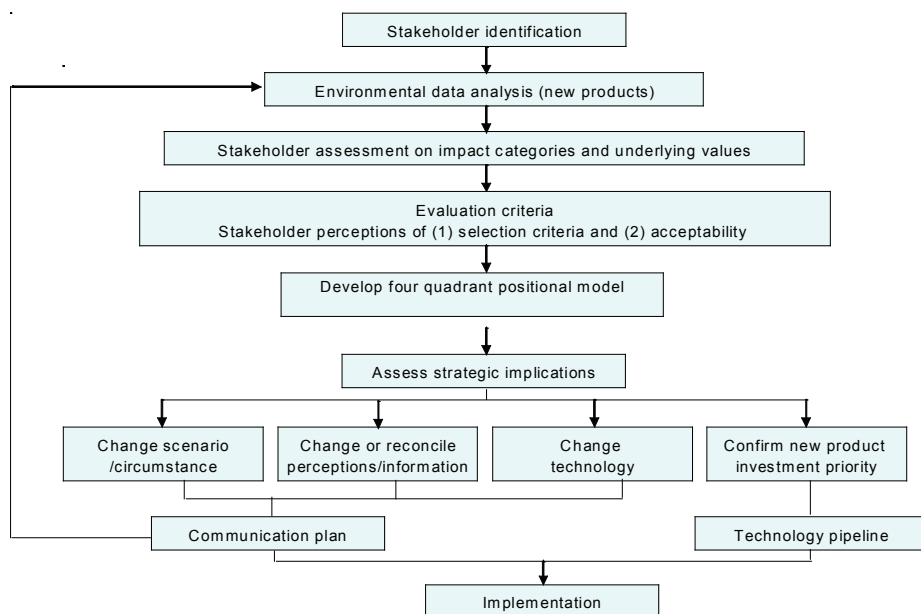 Stakeholder identification
Environmental data analysis (new products)
Stakeholder assessment on impact categories and underlying values
Evaluation criteria
Stakeholder perceptions of (1) selection criteria and (2) acceptability
Develop four quadrant positional model
Assess strategic implications
Change scenario
/circumstance
Change or reconcile
perceptions/information
Change
technology
Confirm new product
investment priority
Communication plan
Technology pipeline
Implementation